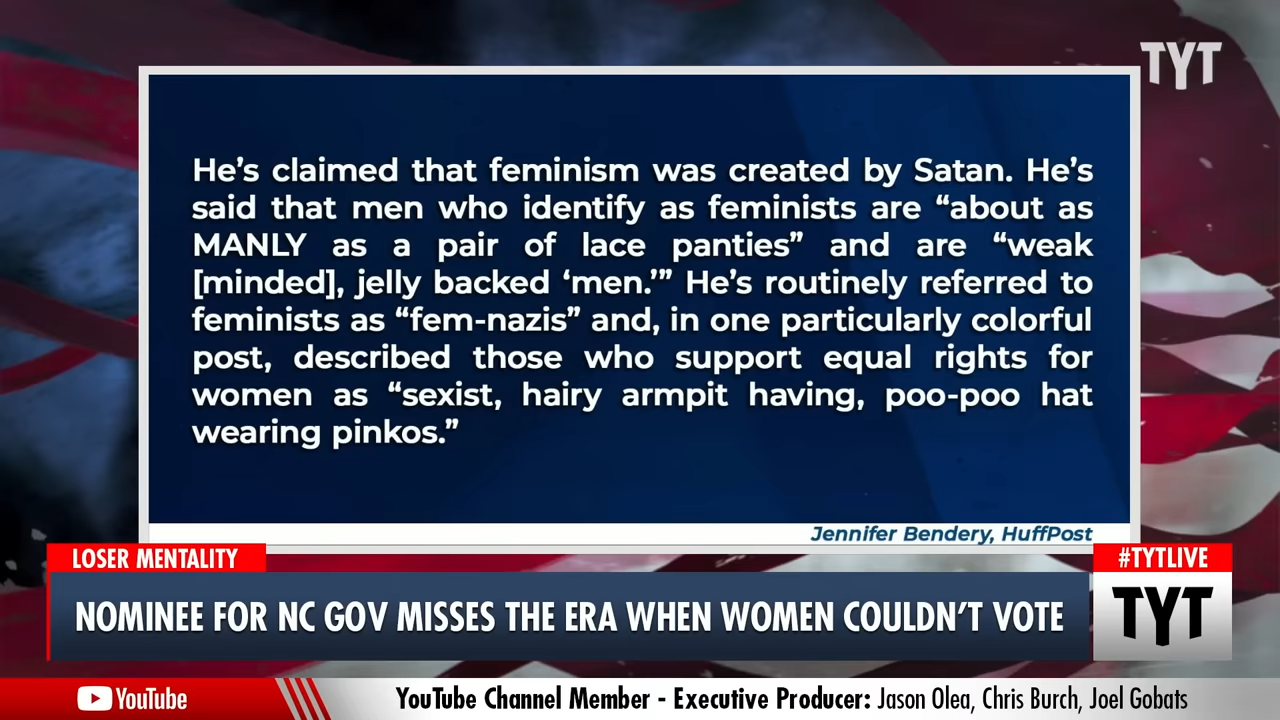 TYT
He’s claimed that feminism was created by Satan. He’s
said that men who identify as feminists are “about as
MANLY as a pair of lace panties” and are “weak
[minded], jelly backed ‘men.’” He’s routinely referred to
feminists as “fem-nazis” and, in one particularly colorful
post, described those who support equal rights for
women as “sexist, hairy armpit having, poo-poo hat
wearing pinkos.”
Jennifer Bendery, HuffPost
LOSER MENTALITY
#TYTLIVE
NOMINEE FOR NC GOV MISSES THE ERA WHEN WOMEN COULDN’T VOTE
TYT
YouTube
YouTube Channel Member - Executive Producer: Jason Olea, Chris Burch, Joel Gobats